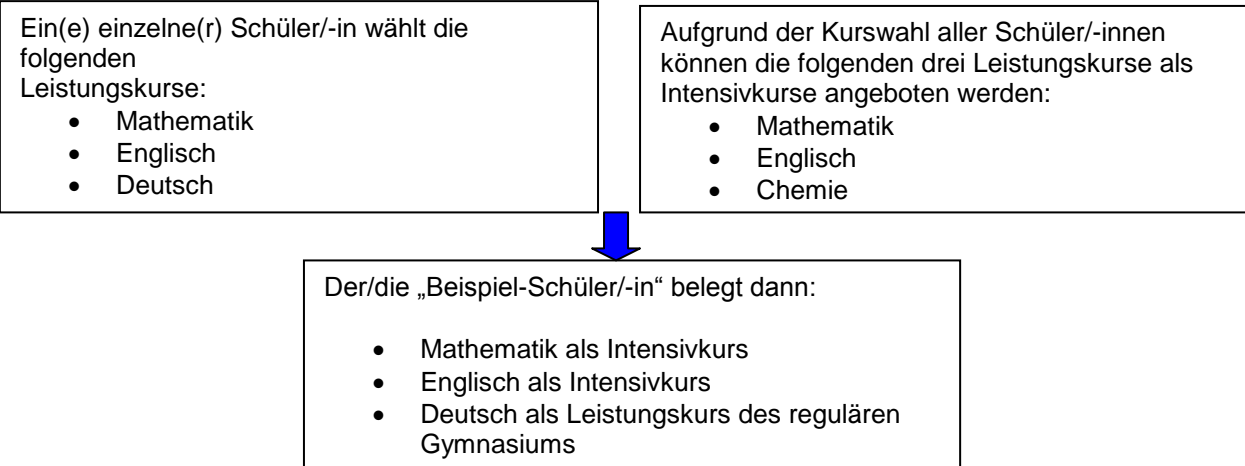 Ein(e) einzelne(r) Schüler/-in wählt die
folgenden
Leistungskurse:
• Mathematik
• Englisch
• Deutsch
Aufgrund der Kurswahl aller Schüler/-innen
können die folgenden drei Leistungskurse als
Intensivkurse angeboten werden:
• Mathematik
• Englisch
• Chemie
Der/die „Beispiel-Schüler/-in“ belegt dann:
• Mathematik als Intensivkurs
• Englisch als Intensivkurs
• Deutsch als Leistungskurs des regulären
Gymnasiums